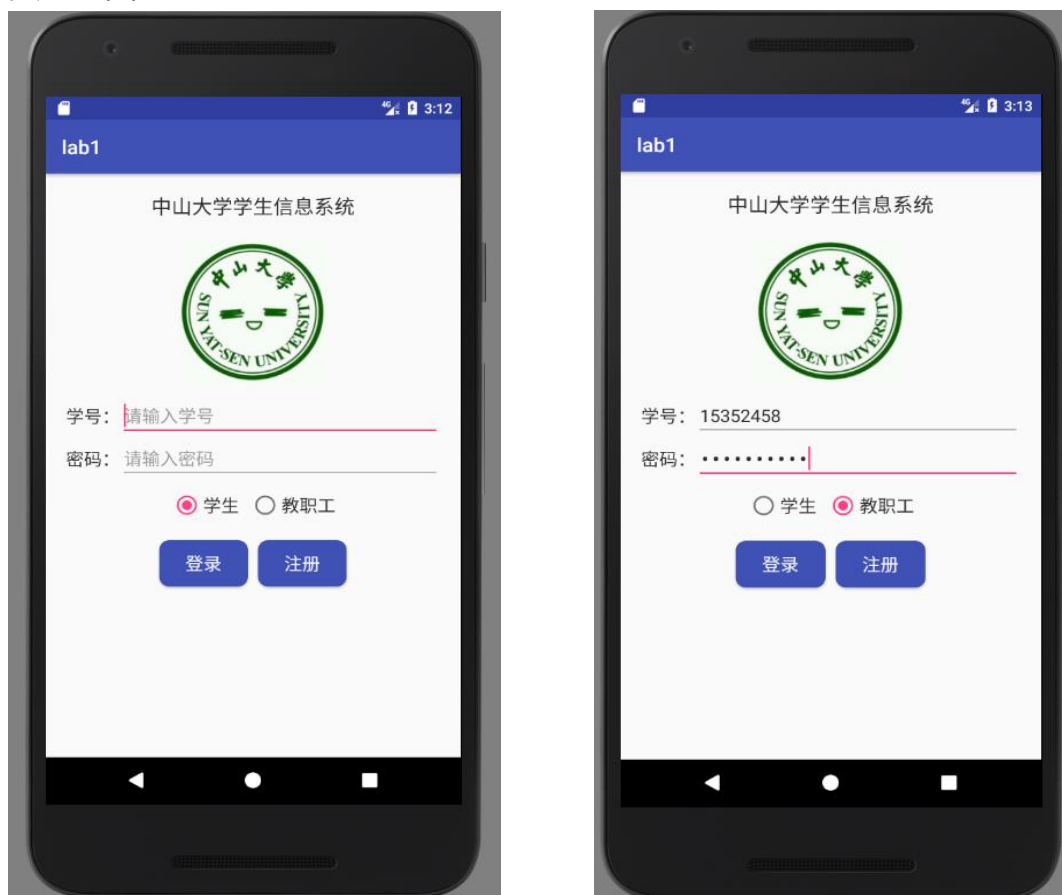 3:12
lab1
中山大学学生信息系统
中山大学
SUN YAT-SEN UNIVERSITY
学号： 请输入学号
密码： 请输入密码
学生 教职工
登录 注册
3:13
lab1
中山大学学生信息系统
中山大学
SUN YAT-SEN UNIVERSITY
学号： 15352458
密码： ••••••••••
学生 教职工
登录 注册